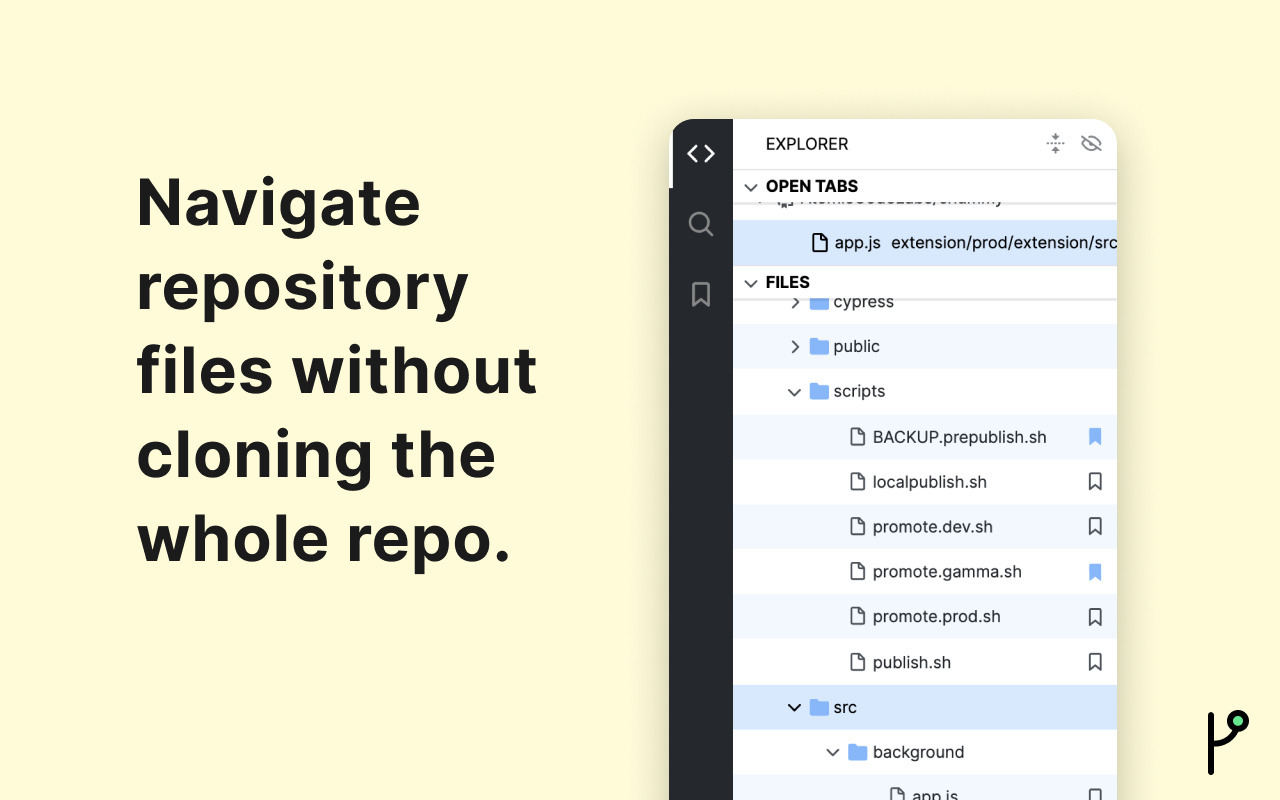 Navigate
repository
files without
cloning the
whole repo.
EXPLORER
OPEN TABS
app.js extension/prod/extension/src
FILES
cypress
public
scripts
BACKUP.prepublish.sh
localpublish.sh
promote.dev.sh
promote.gamma.sh
promote.prod.sh
publish.sh
src
background
app.js